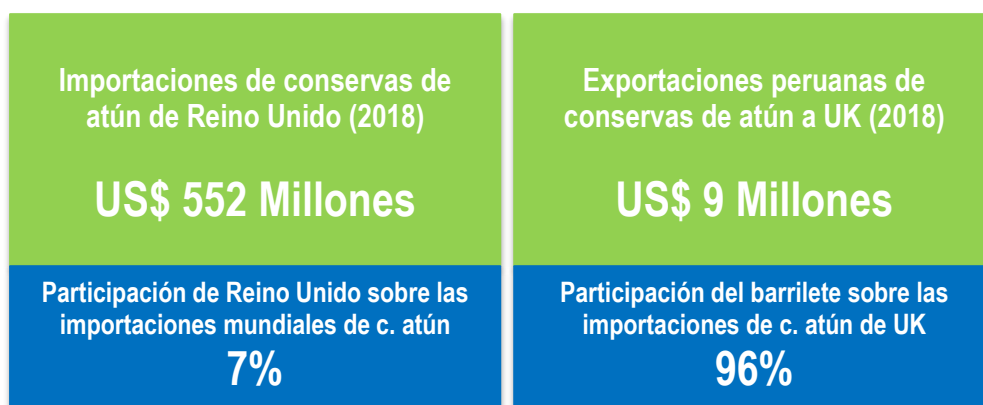 Importaciones de conservas de
atún de Reino Unido (2018)
US$ 552 Millones
Participación de Reino Unido sobre las
importaciones mundiales de c. atún
7%
Exportaciones peruanas de
conservas de atún a UK (2018)
US$ 9 Millones
Participación del barrilete sobre las
importaciones de c. atún de UK
96%